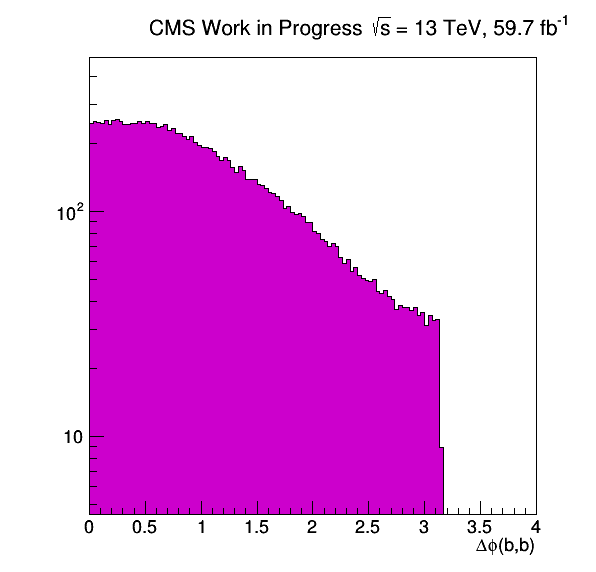 CMS Work in Progress √s = 13 TeV, 59.7 fb⁻¹
10²
10
0 0.5 1 1.5 2 2.5 3 3.5 4
Δϕ(b,b)